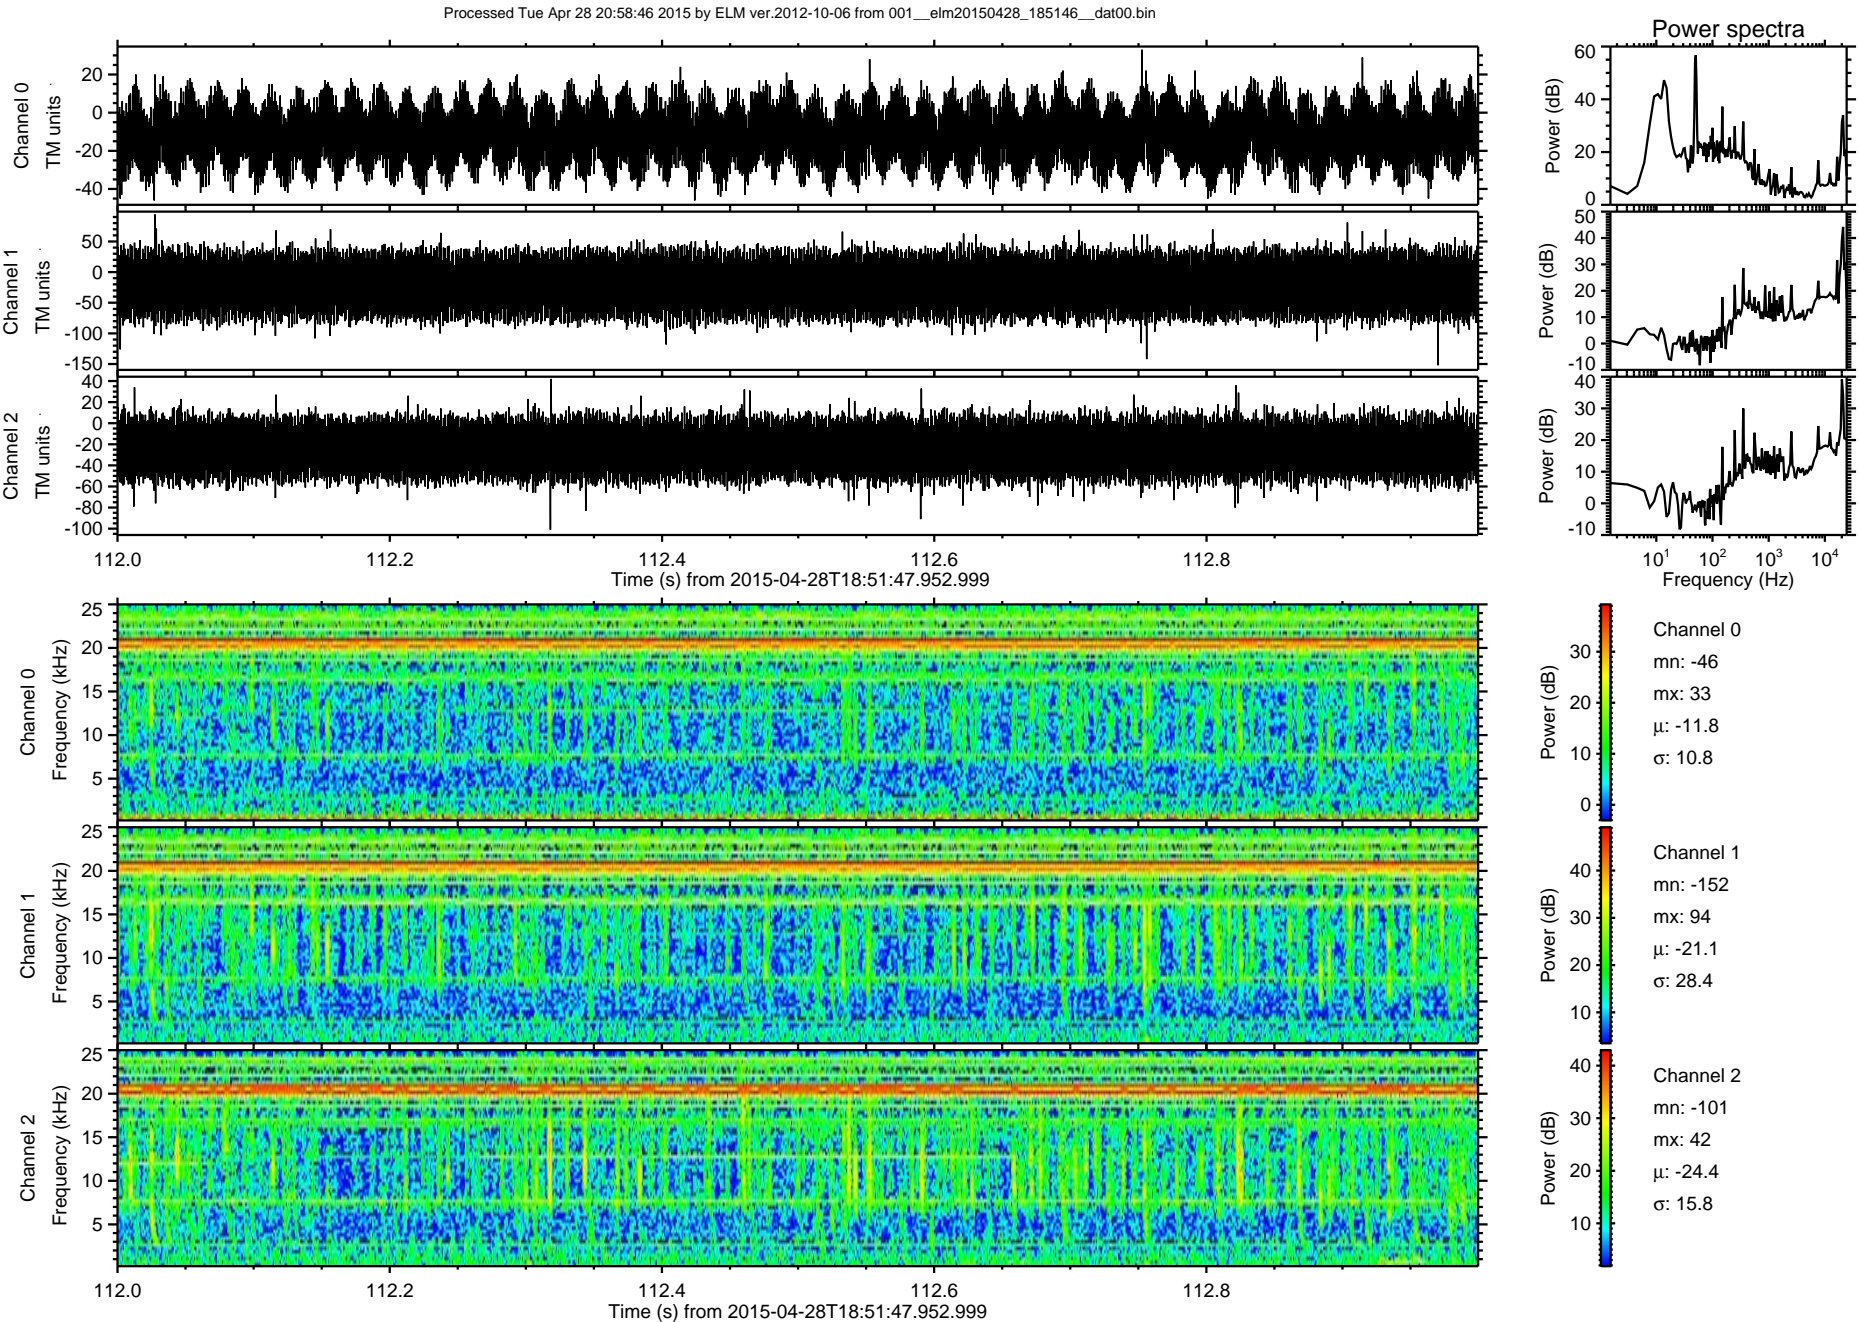 Processed Tue Apr 28 20:58:46 2015 by ELM ver.2012-10-06 from 001__elm20150428_185146__dat00.bin
Power spectra
Channel 0
TM units
20
0
-20
-40
Power (dB)
60
40
20
0
Channel 1
TM units
50
0
-50
-100
-150
Power (dB)
50
40
30
20
10
0
-10
Channel 2
TM units
40
20
0
-20
-40
-60
-80
-100
Power (dB)
40
30
20
10
0
-10
112.0 112.2 112.4 112.6 112.8
Time (s) from 2015-04-28T18:51:47.952.999
10¹ 10² 10³ 10⁴
Frequency (Hz)
Channel 0
Frequency (kHz)
25
20
15
10
5
Power (dB)
30
20
10
0
Channel 0
mn: -46
mx: 33
μ: -11.8
σ: 10.8
Channel 1
Frequency (kHz)
25
20
15
10
5
Power (dB)
40
30
20
10
Channel 1
mn: -152
mx: 94
μ: -21.1
σ: 28.4
Channel 2
Frequency (kHz)
25
20
15
10
5
Power (dB)
40
30
20
10
Channel 2
mn: -101
mx: 42
μ: -24.4
σ: 15.8
112.0 112.2 112.4 112.6 112.8
Time (s) from 2015-04-28T18:51:47.952.999